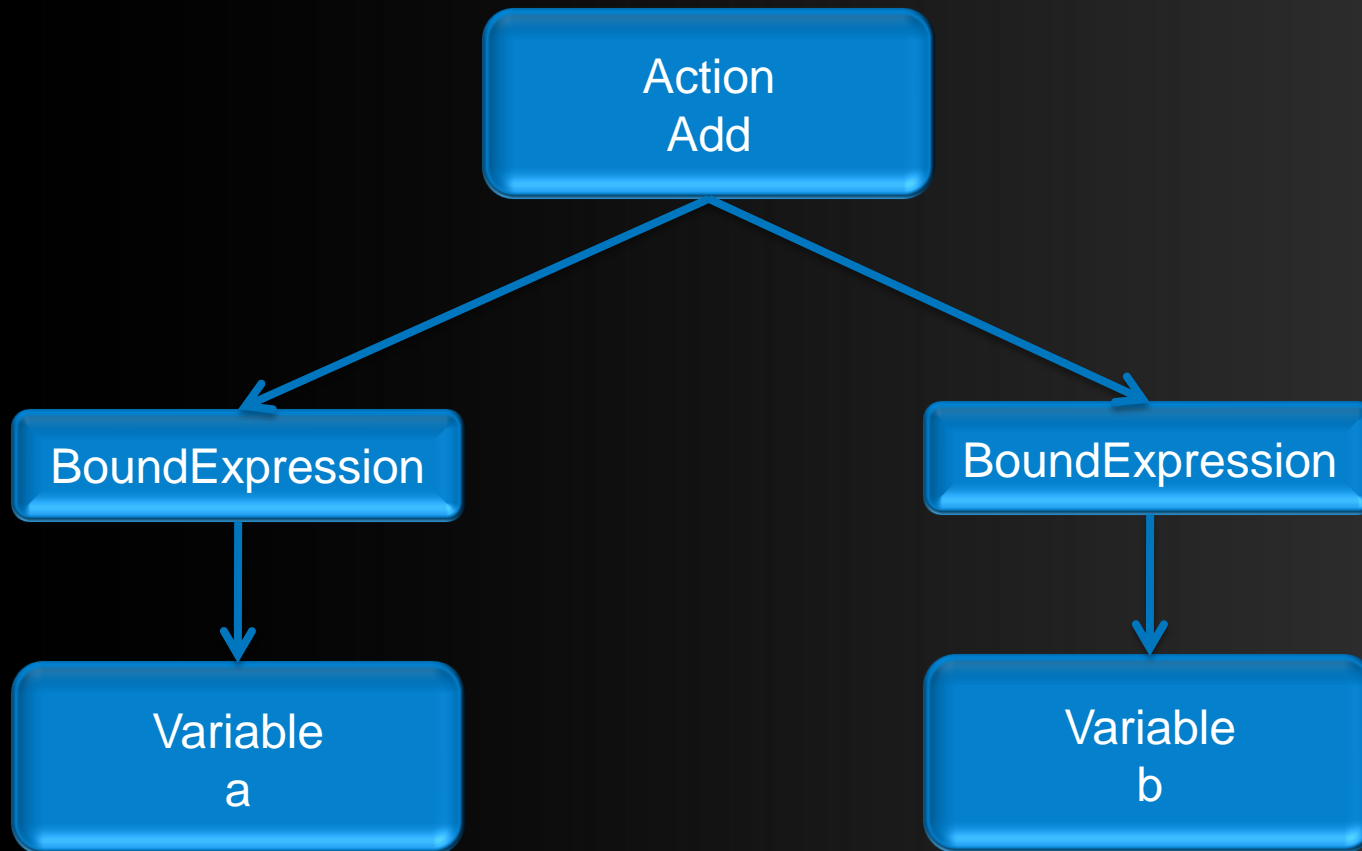 Action
Add
BoundExpression
BoundExpression
Variable
a
Variable
b